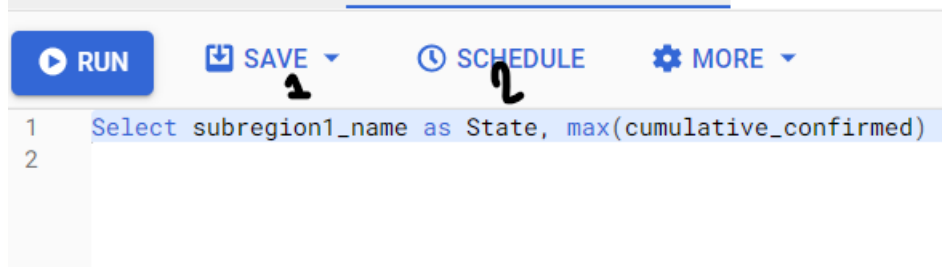 RUN SAVE SCHEDULE MORE
1 2
1 Select subregion1_name as State, max(cumulative_confirmed)
2